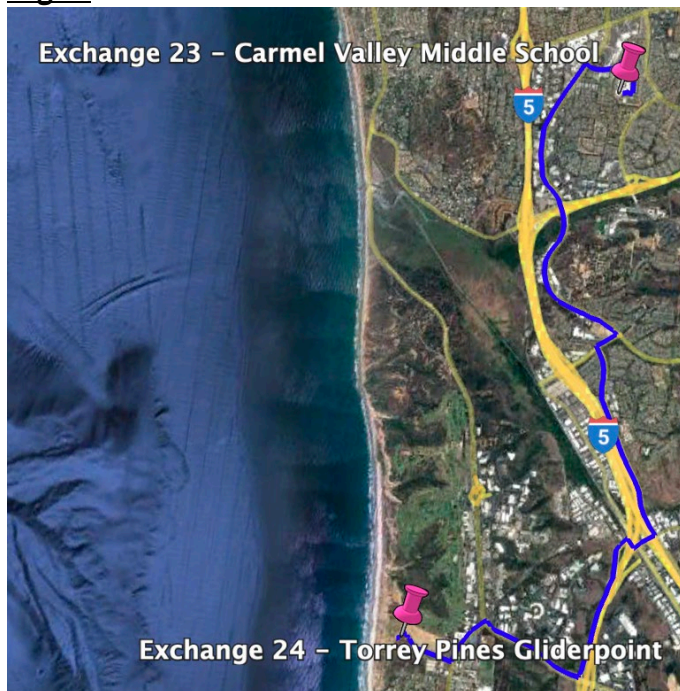 Exchange 23 – Carmel Valley Middle School
5
5
Exchange 24 – Torrey Pines Gliderpoint